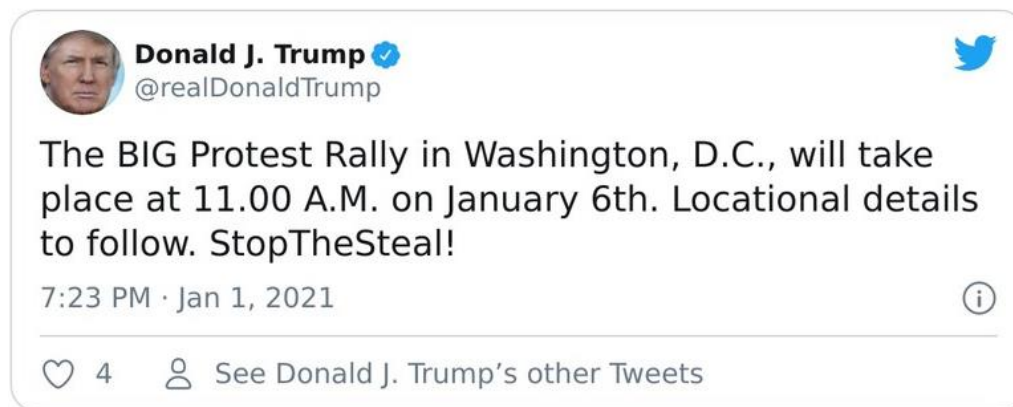 Donald J. Trump
@realDonaldTrump
The BIG Protest Rally in Washington, D.C., will take
place at 11.00 A.M. on January 6th. Locational details
to follow. StopTheSteal!
7:23 PM · Jan 1, 2021
4 See Donald J. Trump’s other Tweets